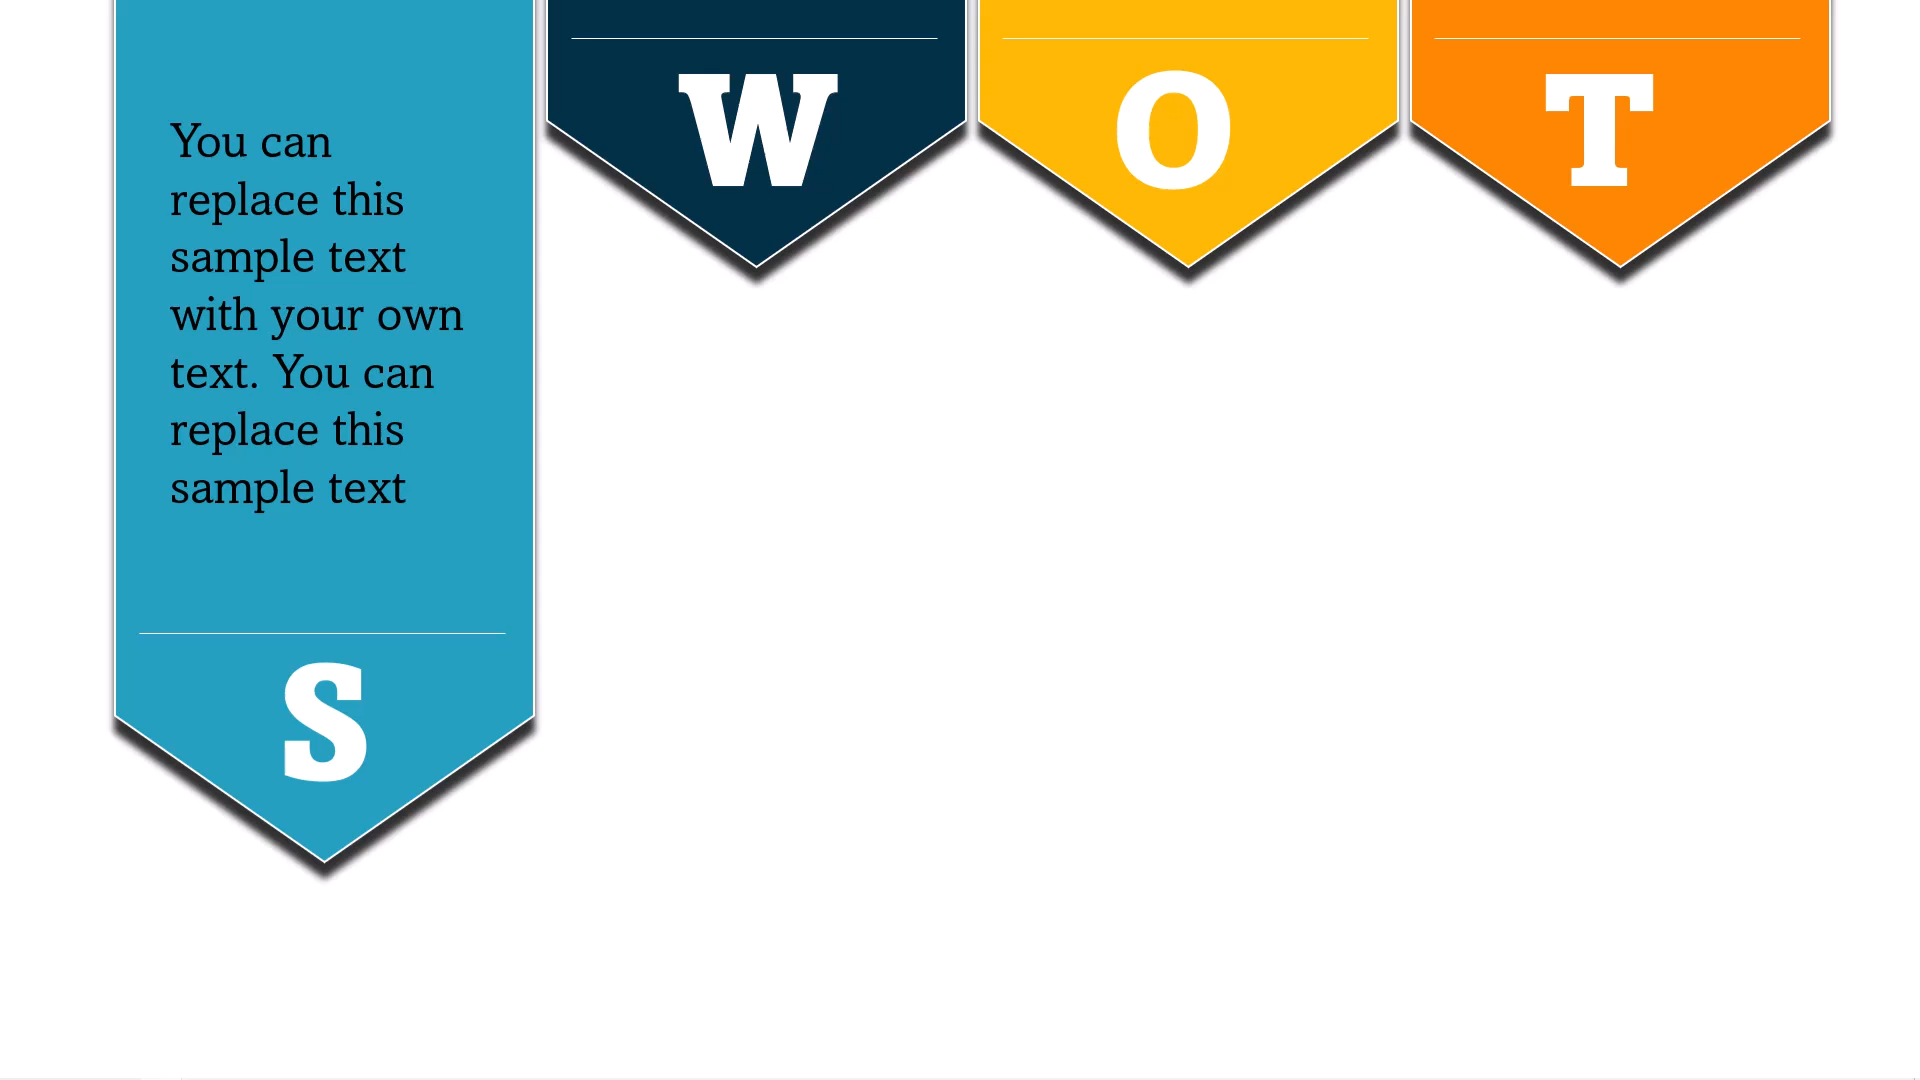 You can
replace this
sample text
with your own
text. You can
replace this
sample text
S
W
O
T